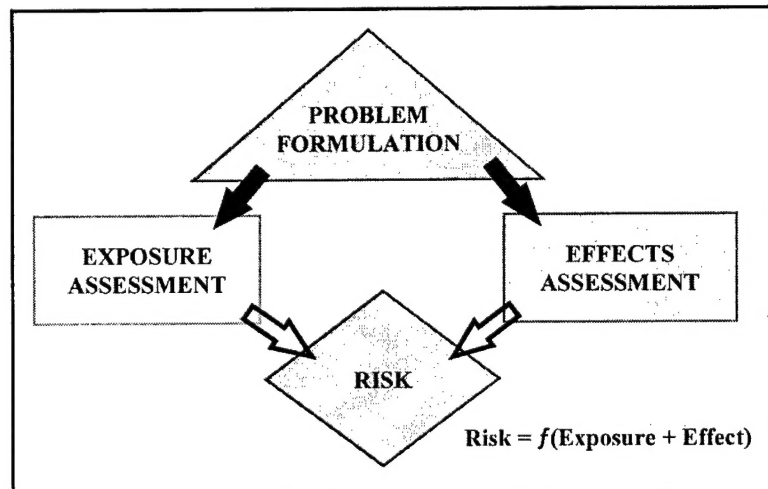 PROBLEM
FORMULATION
EXPOSURE
ASSESSMENT
EFFECTS
ASSESSMENT
RISK
Risk = f(Exposure + Effect)